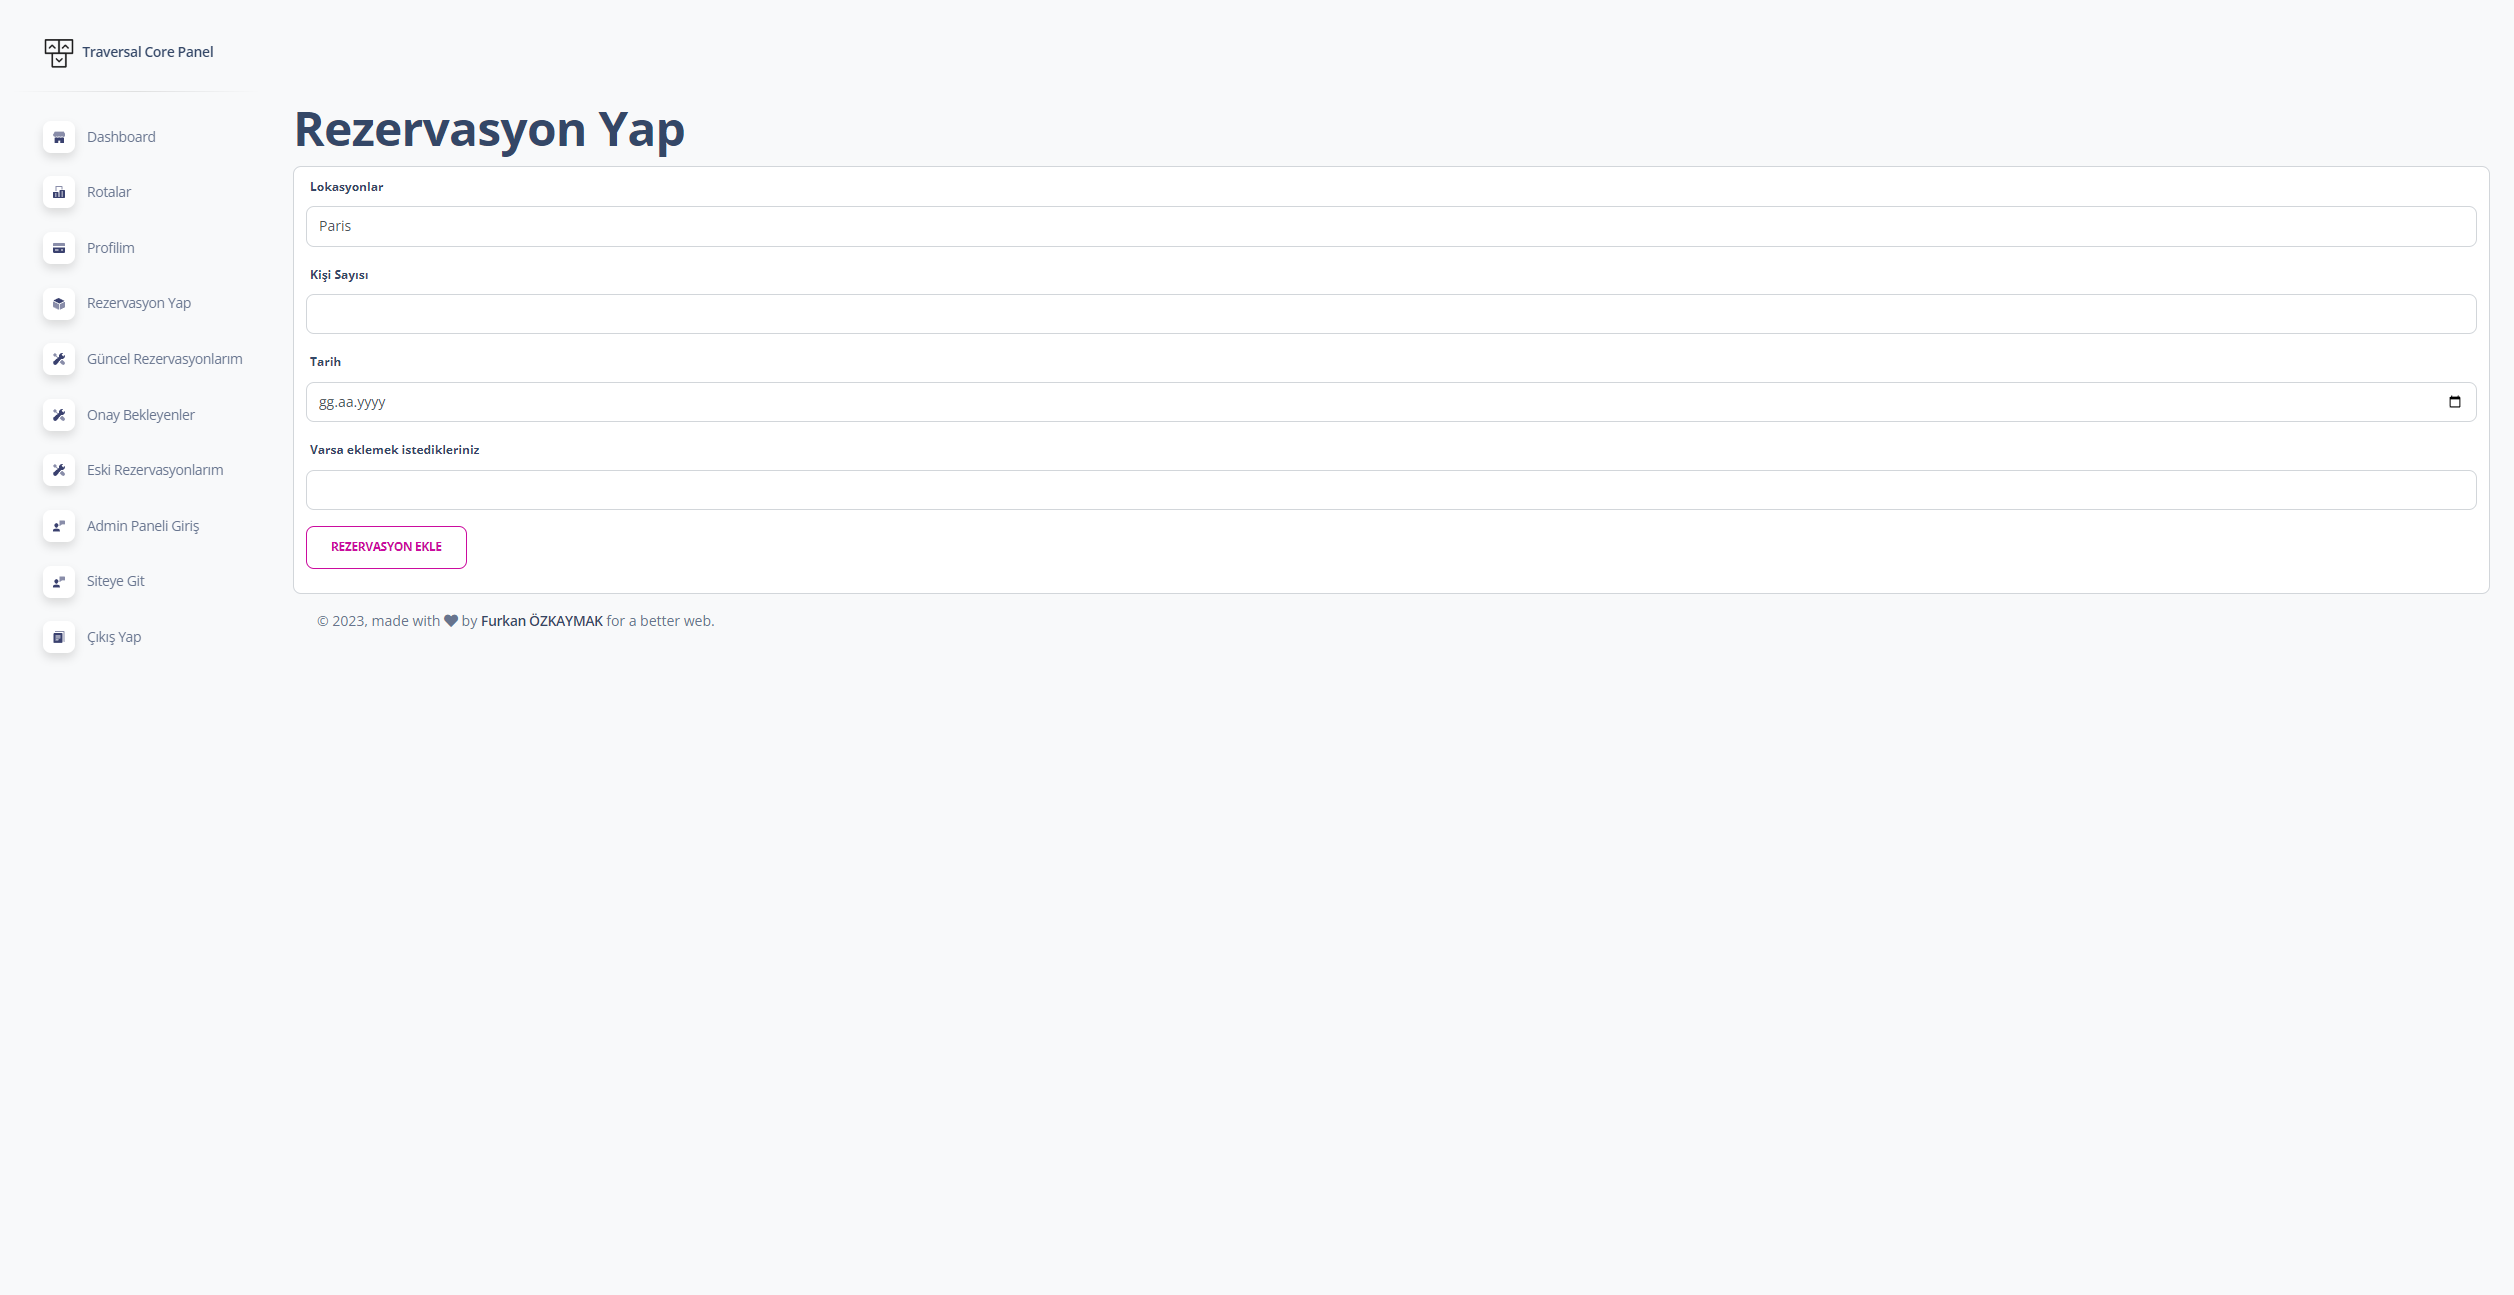 Traversal Core Panel
Dashboard
Rotalar
Profilim
Rezervasyon Yap
Güncel Rezervasyonlarım
Onay Bekleyenler
Eski Rezervasyonlarım
Admin Paneli Giriş
Siteye Git
Çıkış Yap
Rezervasyon Yap
Lokasyonlar
Paris
Kişi Sayısı
Tarih
gg.aa.yyyy
Varsa eklemek istedikleriniz
REZERVASYON EKLE
© 2023, made with ♥ by Furkan ÖZKAYMAK for a better web.